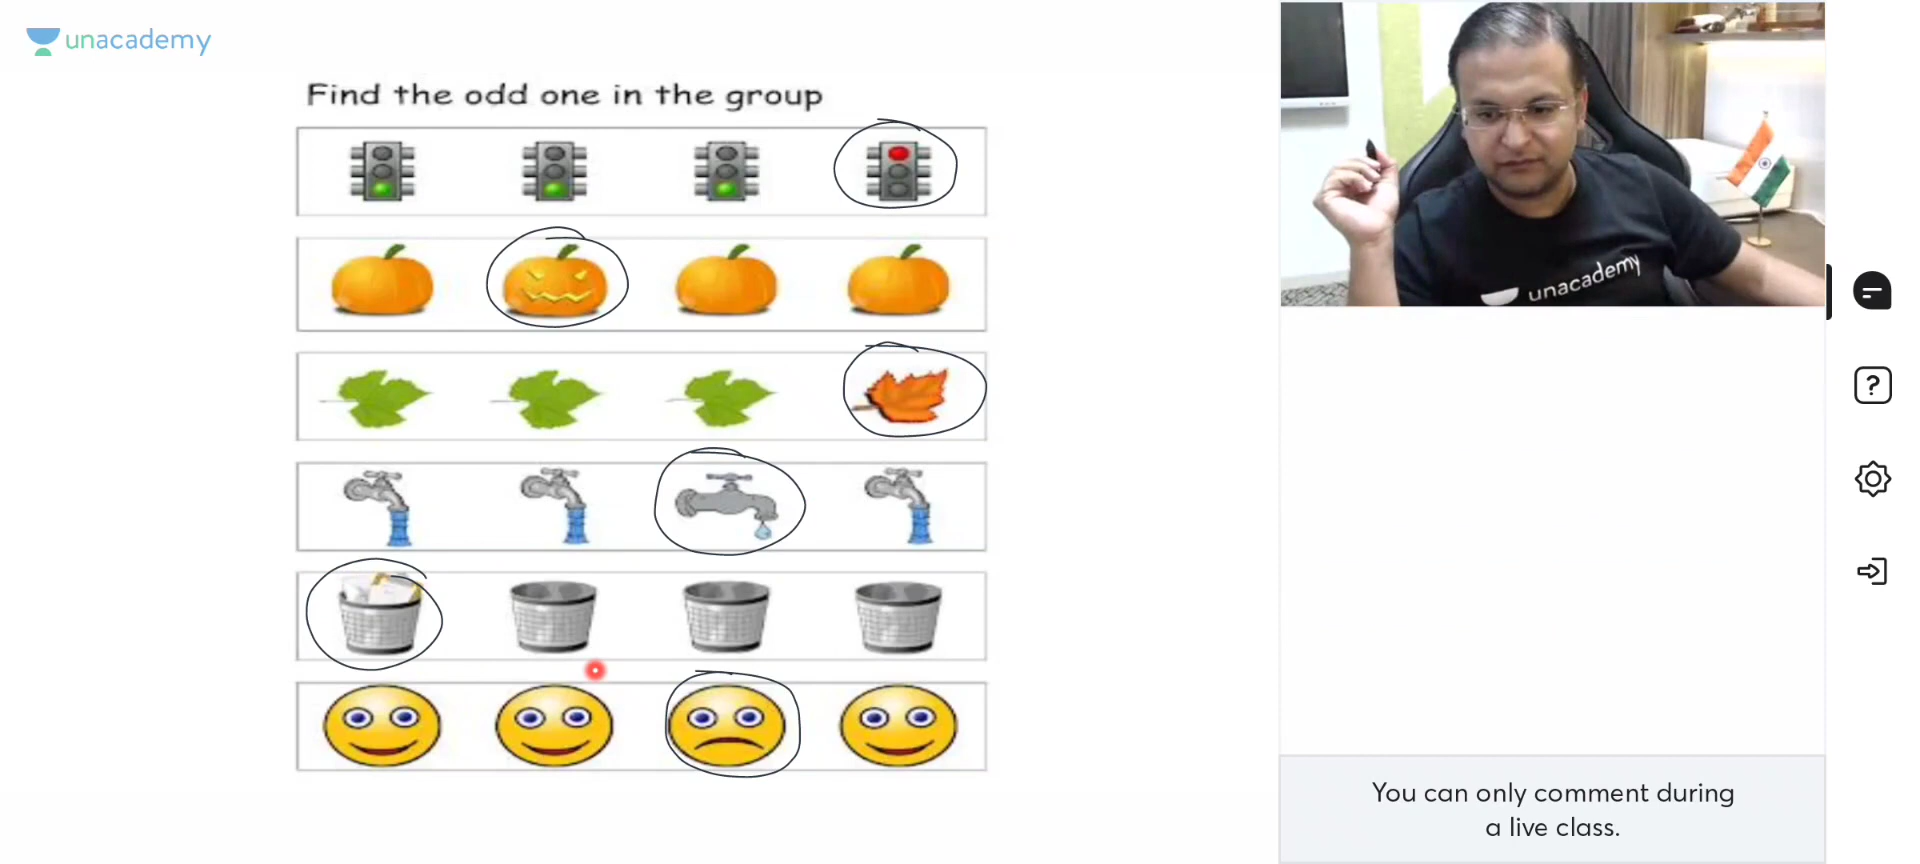 unacademy
Find the odd one in the group
unacademy
?
You can only comment during
a live class.